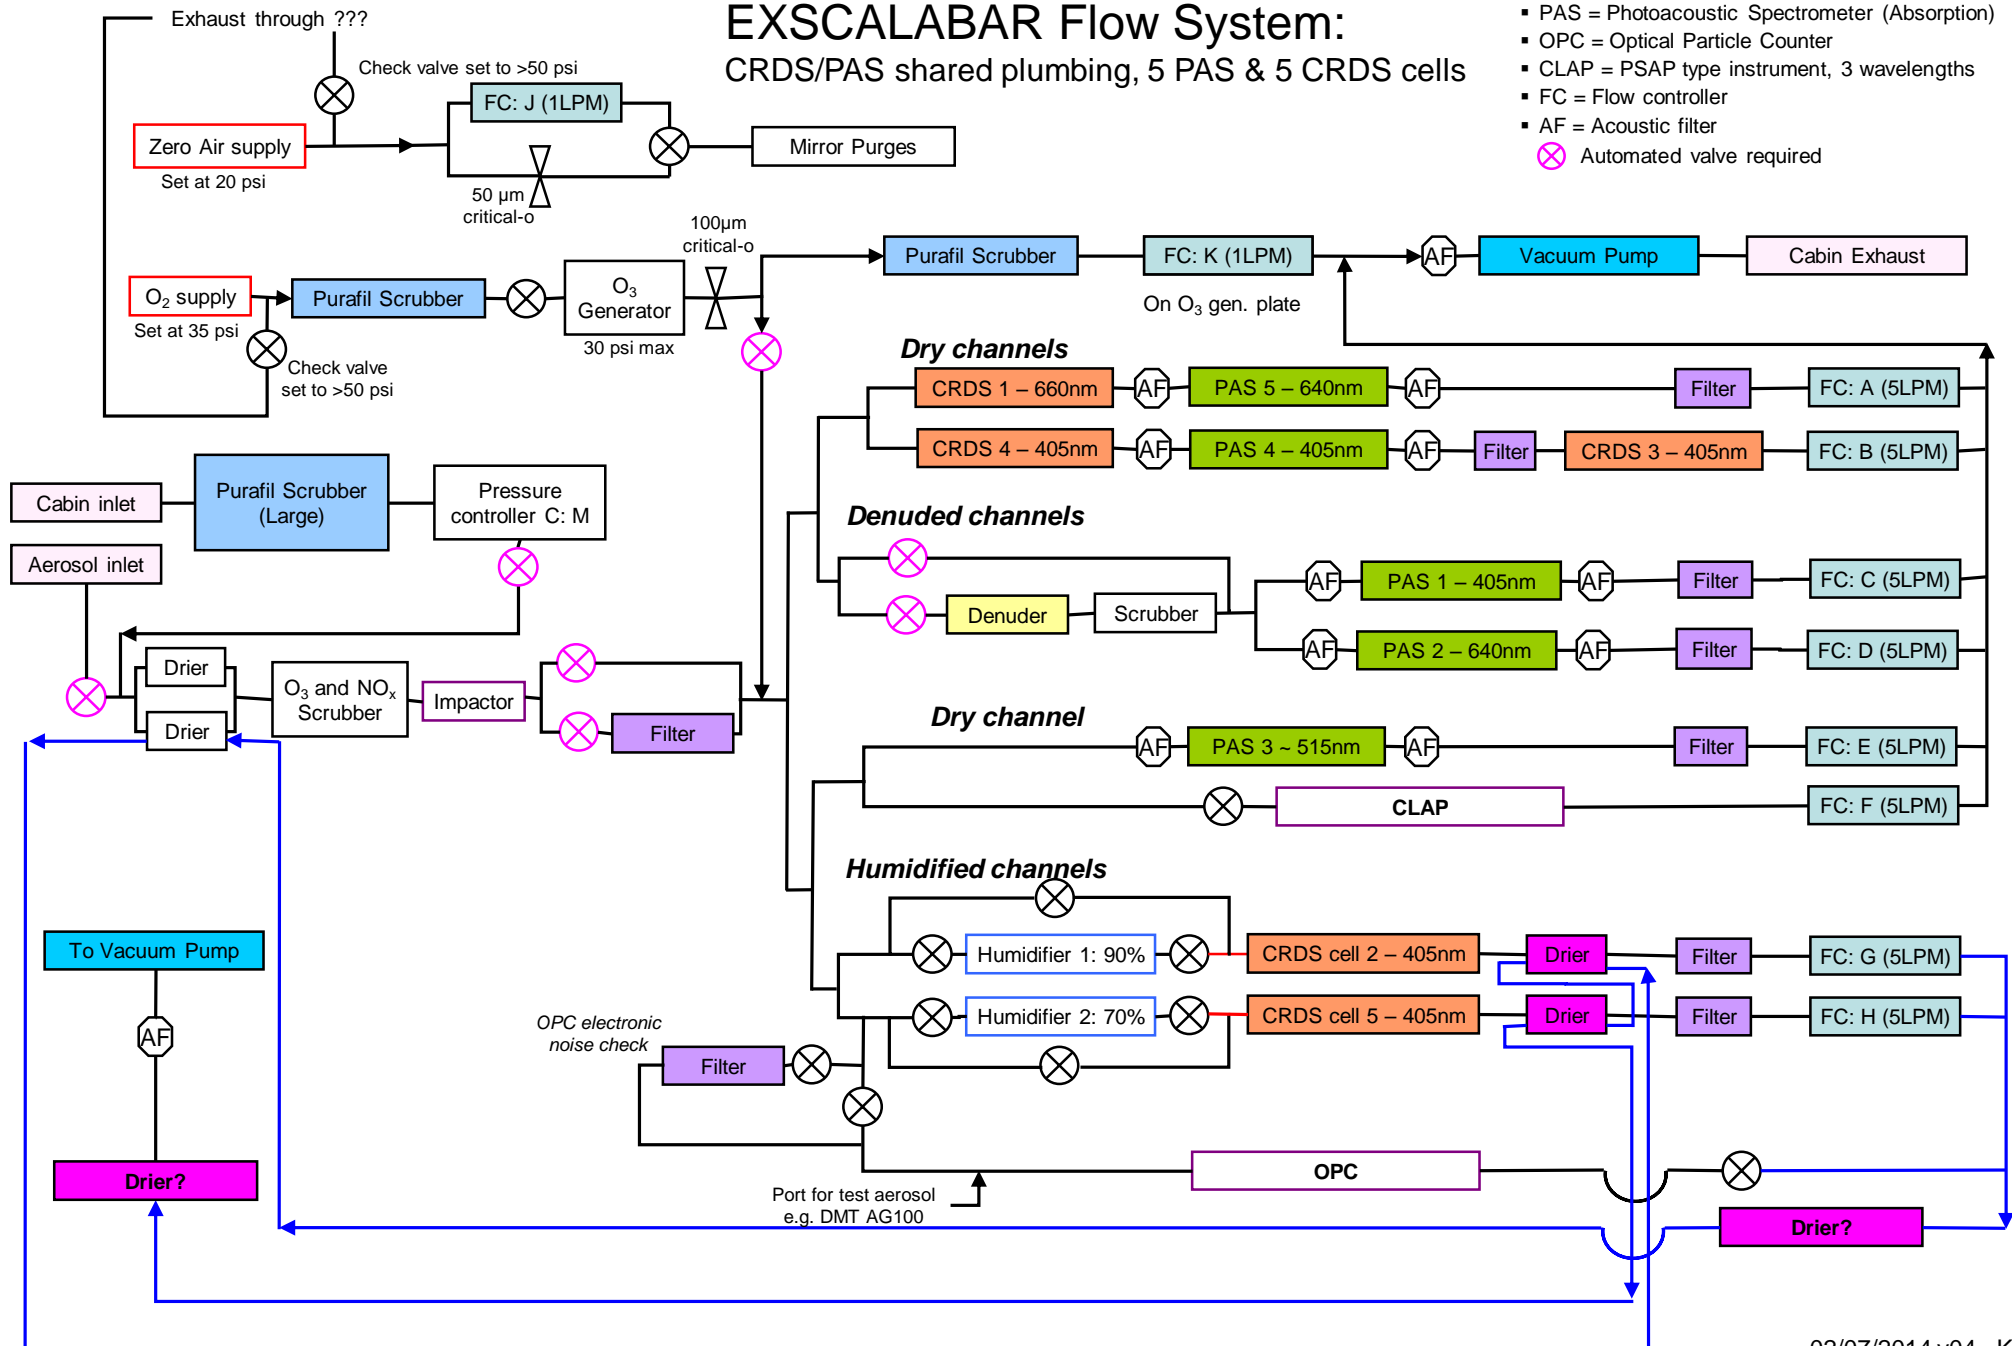 EXSCALABAR Flow System:
CRDS/PAS shared plumbing, 5 PAS & 5 CRDS cells
▪ PAS = Photoacoustic Spectrometer (Absorption)
▪ OPC = Optical Particle Counter
▪ CLAP = PSAP type instrument, 3 wavelengths
▪ FC = Flow controller
▪ AF = Acoustic filter
Automated valve required
Exhaust through ???
Check valve set to >50 psi
FC: J (1LPM)
Zero Air supply
Set at 20 psi
Mirror Purges
50 µm
critical-o
100µm
critical-o
O₂ supply
Set at 35 psi
Purafil Scrubber
O₃
Generator
30 psi max
Check valve
set to >50 psi
Purafil Scrubber
FC: K (1LPM)
On O₃ gen. plate
AF
Vacuum Pump
Cabin Exhaust
Dry channels
CRDS 1 – 660nm
AF
PAS 5 – 640nm
AF
Filter
FC: A (5LPM)
CRDS 4 – 405nm
AF
PAS 4 – 405nm
AF
Filter
CRDS 3 – 405nm
FC: B (5LPM)
Cabin inlet
Purafil Scrubber
(Large)
Pressure
controller C: M
Aerosol inlet
Denuded channels
AF
PAS 1 – 405nm
AF
Filter
FC: C (5LPM)
Denuder
Scrubber
AF
PAS 2 – 640nm
AF
Filter
FC: D (5LPM)
Drier
Drier
O₃ and NOₓ
Scrubber
Impactor
Filter
Dry channel
AF
PAS 3 ~ 515nm
AF
Filter
FC: E (5LPM)
CLAP
FC: F (5LPM)
Humidified channels
Humidifier 1: 90%
CRDS cell 2 – 405nm
Drier
Filter
FC: G (5LPM)
Humidifier 2: 70%
CRDS cell 5 – 405nm
Drier
Filter
FC: H (5LPM)
To Vacuum Pump
AF
Drier?
OPC electronic
noise check
Filter
Port for test aerosol
e.g. DMT AG100
OPC
Drier?